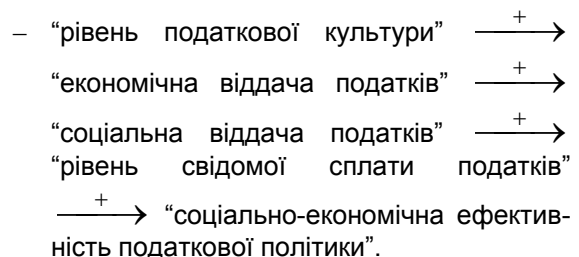 – “рівень податкової культури” + →
“економічна віддача податків” + →
“соціальна віддача податків” + →
“рівень свідомої сплати податків”
+ → “соціально-економічна ефектив-
ність податкової політики”.